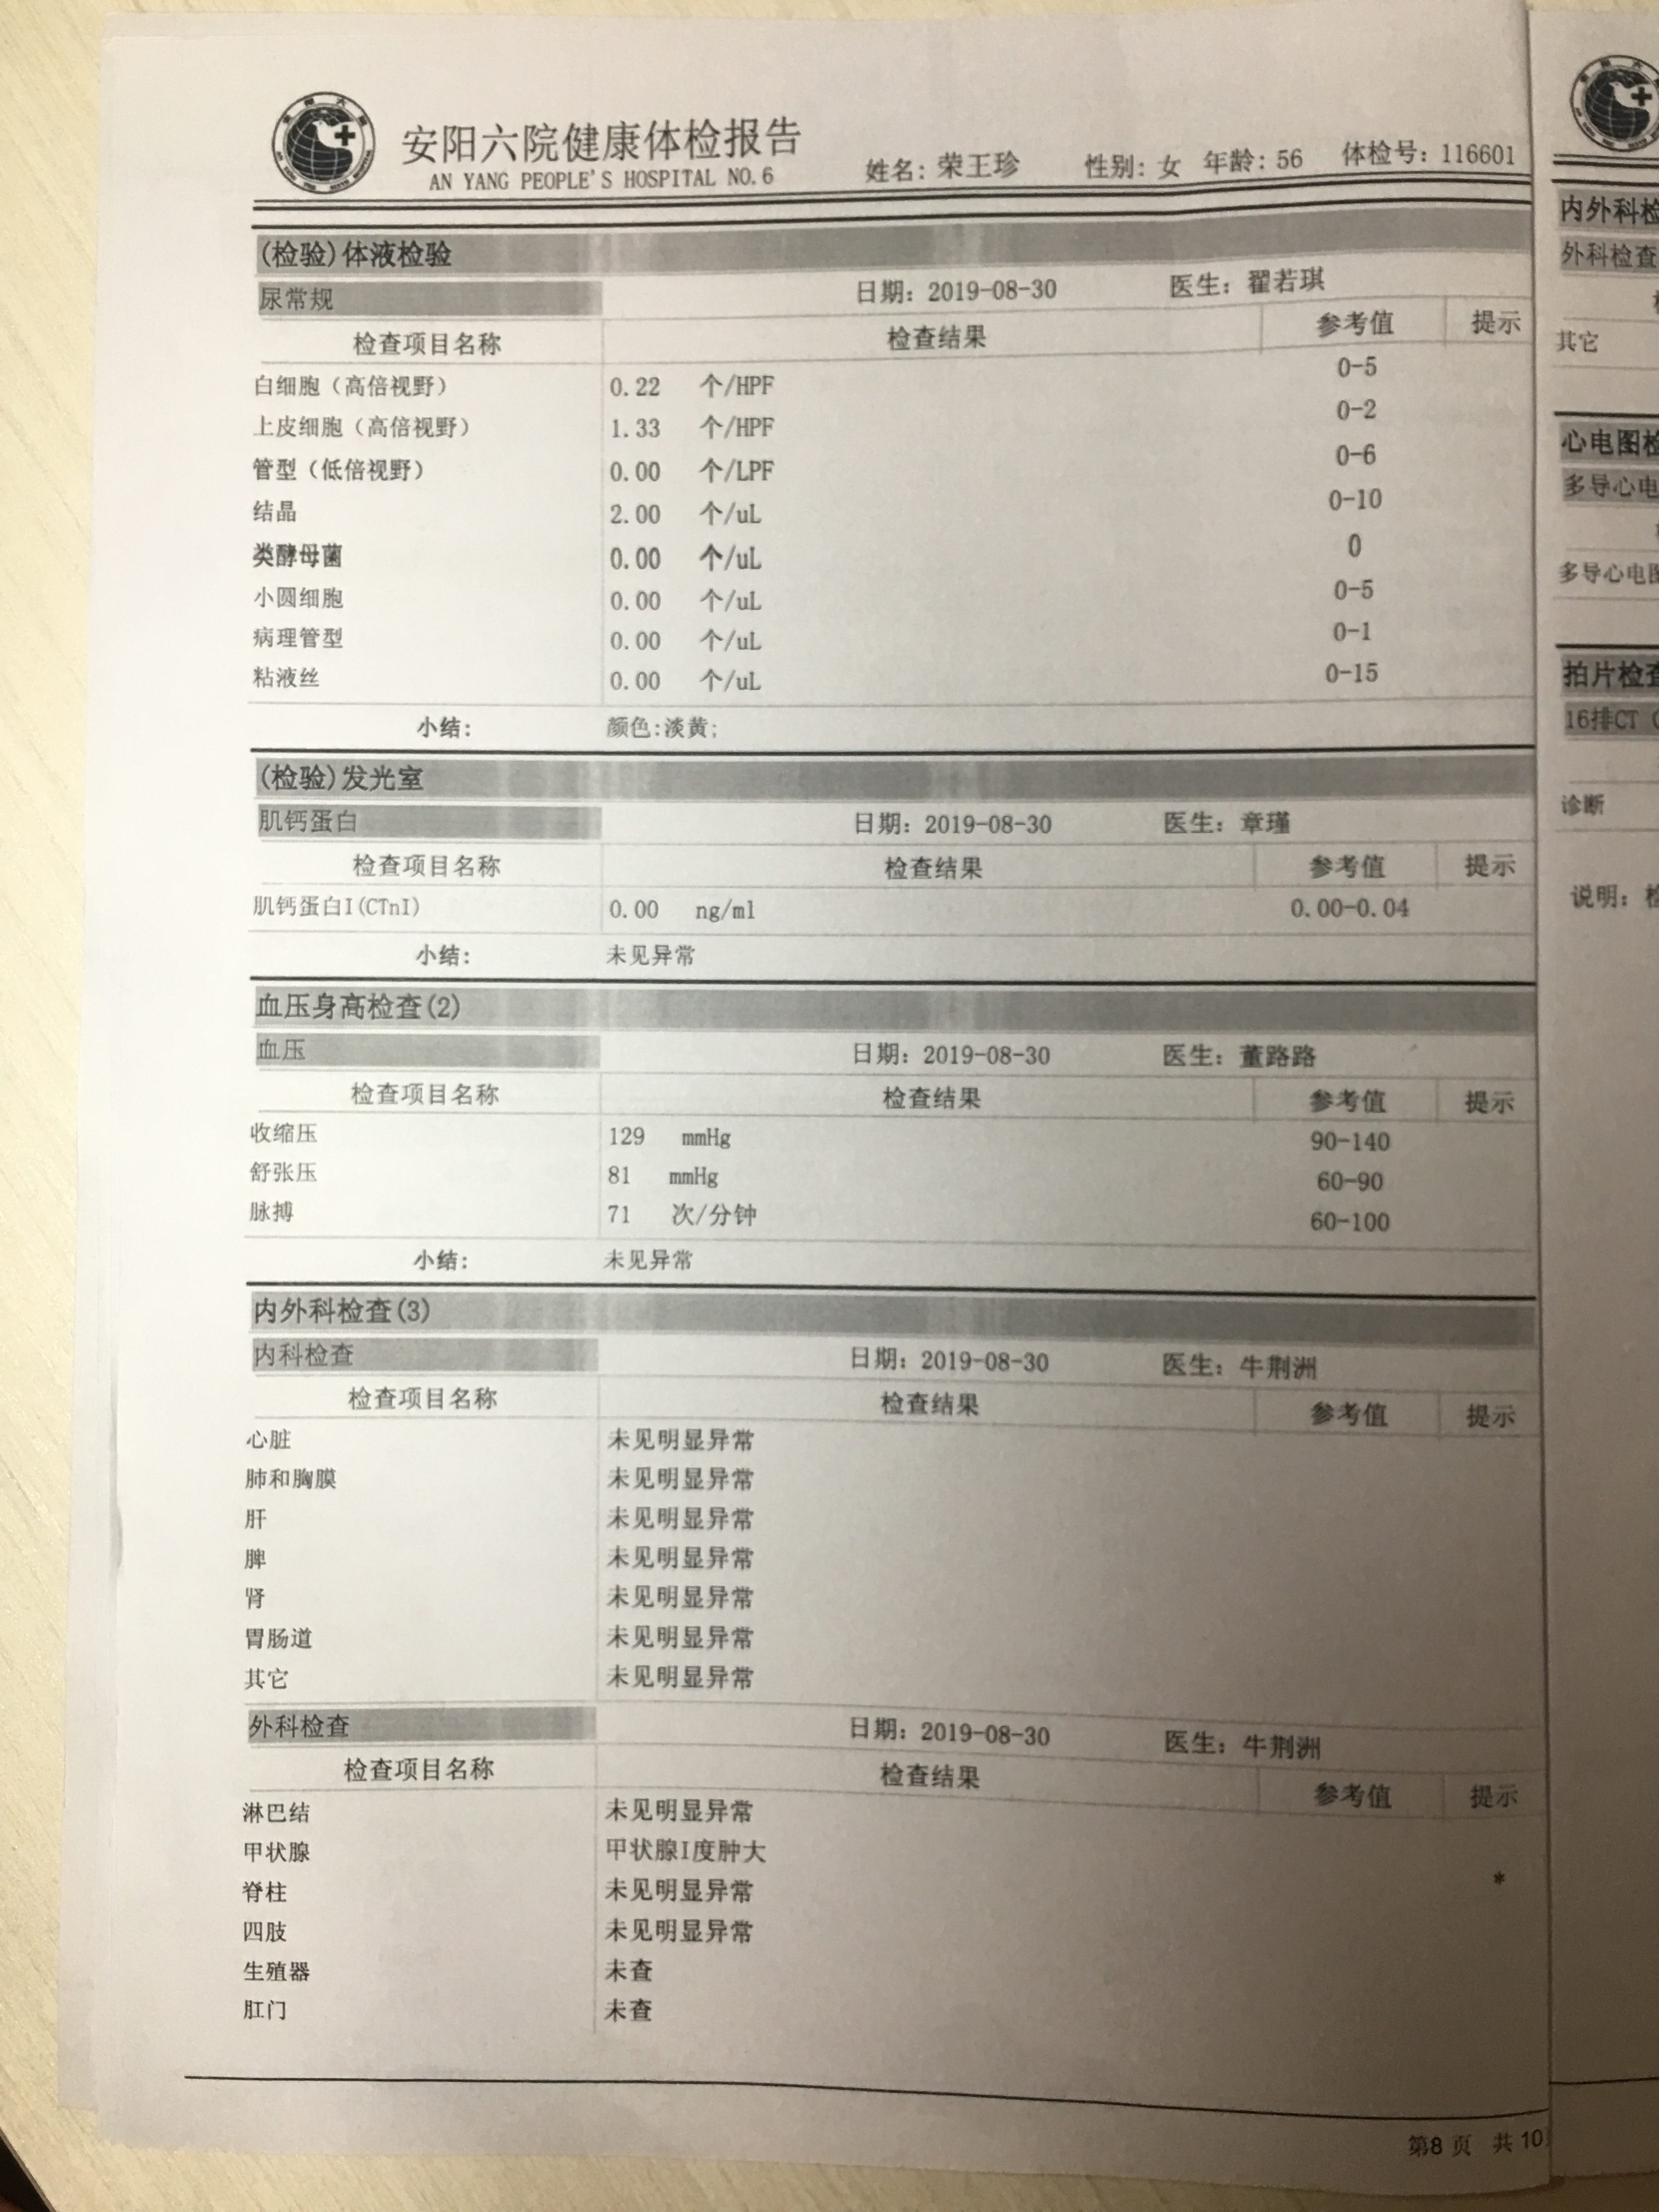 安阳六院健康体检报告
AN YANG PEOPLE'S HOSPITAL NO.6
姓名: 荣王珍 性别: 女 年龄: 56 体检号: 116601
(检验)体液检验
尿常规 日期: 2019-08-30 医生: 翟若琪
检查项目名称 检查结果 参考值 提示
白细胞(高倍视野) 0.22 个/HPF 0-5
上皮细胞(高倍视野) 1.33 个/HPF 0-2
管型(低倍视野) 0.00 个/LPF 0-6
结晶 2.00 个/uL 0-10
类酵母菌 0.00 个/uL 0
小圆细胞 0.00 个/uL 0-5
病理管型 0.00 个/uL 0-1
粘液丝 0.00 个/uL 0-15
小结: 颜色:淡黄;
(检验)发光室
肌钙蛋白 日期: 2019-08-30 医生: 章瑾
检查项目名称 检查结果 参考值 提示
肌钙蛋白I(CTnI) 0.00 ng/ml 0.00-0.04
小结: 未见异常
血压身高检查(2)
血压 日期: 2019-08-30 医生: 董路路
检查项目名称 检查结果 参考值 提示
收缩压 129 mmHg 90-140
舒张压 81 mmHg 60-90
脉搏 71 次/分钟 60-100
小结: 未见异常
内外科检查(3)
内科检查 日期: 2019-08-30 医生: 牛荆洲
检查项目名称 检查结果 参考值 提示
心脏 未见明显异常
肺和胸膜 未见明显异常
肝 未见明显异常
脾 未见明显异常
肾 未见明显异常
胃肠道 未见明显异常
其它 未见明显异常
外科检查 日期: 2019-08-30 医生: 牛荆洲
检查项目名称 检查结果 参考值 提示
淋巴结 未见明显异常
甲状腺 甲状腺I度肿大 *
脊柱 未见明显异常
四肢 未见明显异常
生殖器 未查
肛门 未查
第8 页 共 10
内外科检
外科检查
其它
心电图检
多导心电
多导心电图
拍片检查
16排CT
诊断
说明: 检